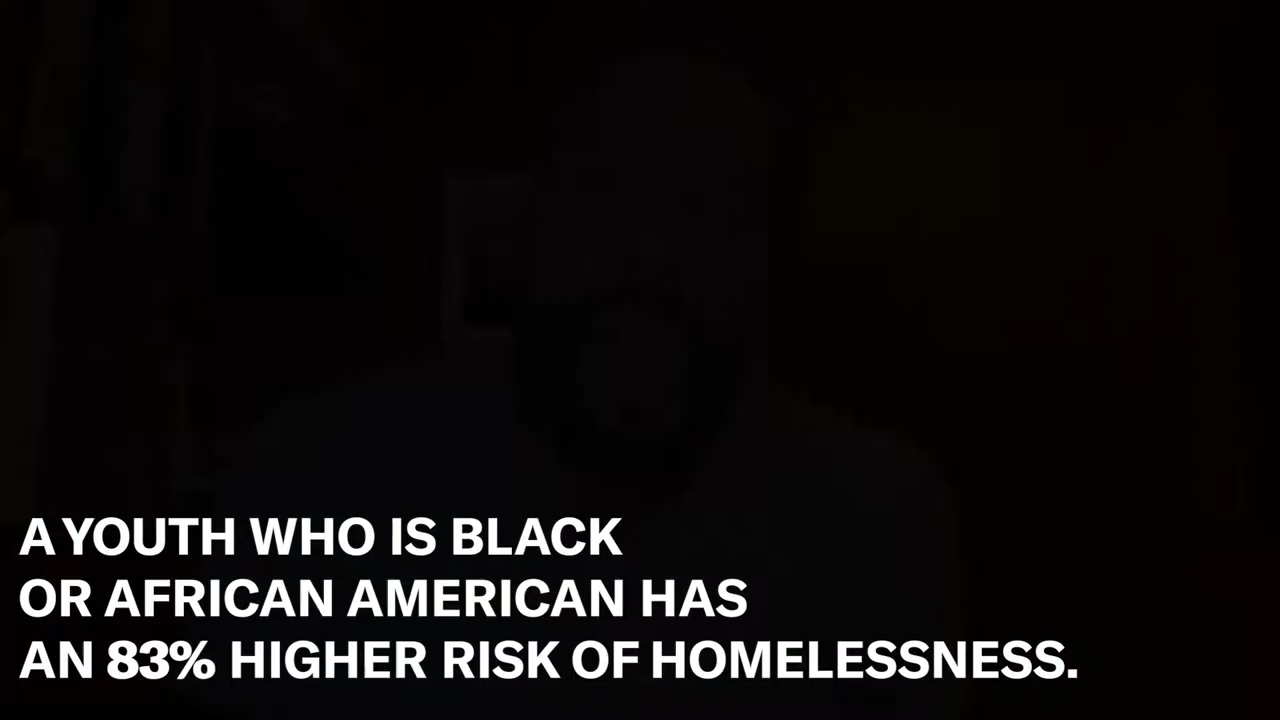 A YOUTH WHO IS BLACK
OR AFRICAN AMERICAN HAS
AN 83% HIGHER RISK OF HOMELESSNESS.